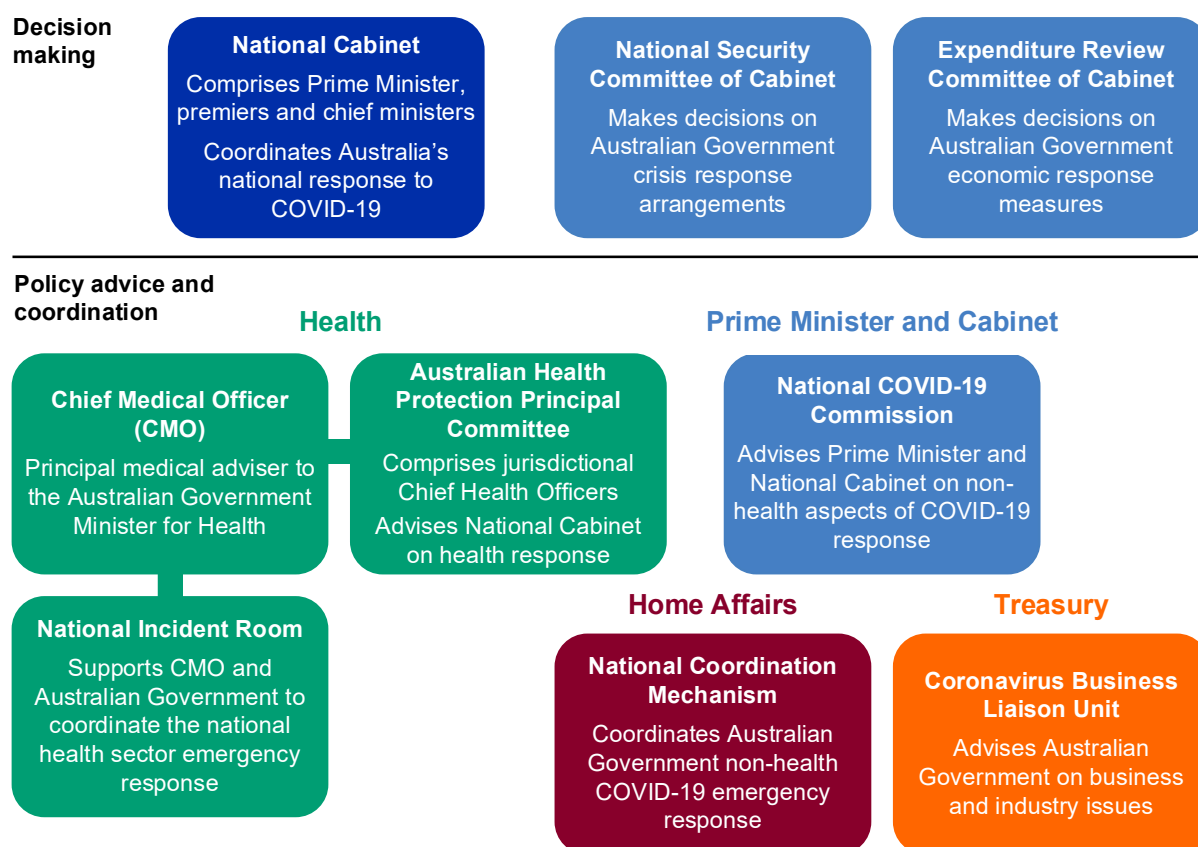 Decision
making
National Cabinet
Comprises Prime Minister,
premiers and chief ministers
Coordinates Australia's
national response to
COVID-19
National Security
Committee of Cabinet
Makes decisions on
Australian Government
crisis response
arrangements
Expenditure Review
Committee of Cabinet
Makes decisions on
Australian Government
economic response
measures
Policy advice and
coordination
Health
Chief Medical Officer
(CMO)
Principal medical adviser to
the Australian Government
Minister for Health
Australian Health
Protection Principal
Committee
Comprises jurisdictional
Chief Health Officers
Advises National Cabinet
on health response
National Incident Room
Supports CMO and
Australian Government to
coordinate the national
health sector emergency
response
Prime Minister and Cabinet
National COVID-19
Commission
Advises Prime Minister and
National Cabinet on non-
health aspects of COVID-19
response
Home Affairs
National Coordination
Mechanism
Coordinates Australian
Government non-health
COVID-19 emergency
response
Treasury
Coronavirus Business
Liaison Unit
Advises Australian
Government on business
and industry issues